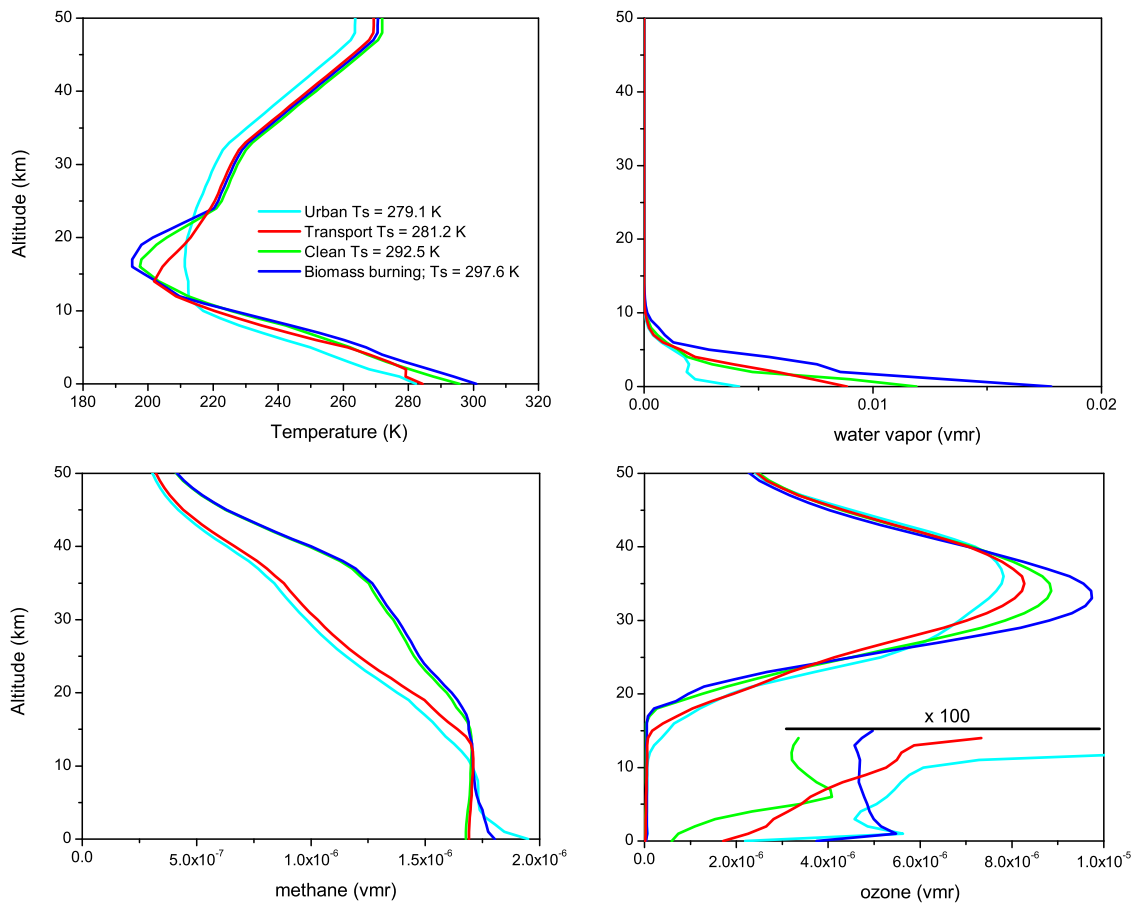 50
40
30
20
10
0
Altitude (km)
Urban Ts = 279.1 K
Transport Ts = 281.2 K
Clean Ts = 292.5 K
Biomass burning; Ts = 297.6 K
180 200 220 240 260 280 300 320
Temperature (K)
50
40
30
20
10
0
0.00 0.01 0.02
water vapor (vmr)
50
40
30
20
10
0
Altitude (km)
0.0 5.0x10⁻⁷ 1.0x10⁻⁶ 1.5x10⁻⁶ 2.0x10⁻⁶
methane (vmr)
50
40
30
20
10
0
x 100
0.0 2.0x10⁻⁶ 4.0x10⁻⁶ 6.0x10⁻⁶ 8.0x10⁻⁶ 1.0x10⁻⁵
ozone (vmr)